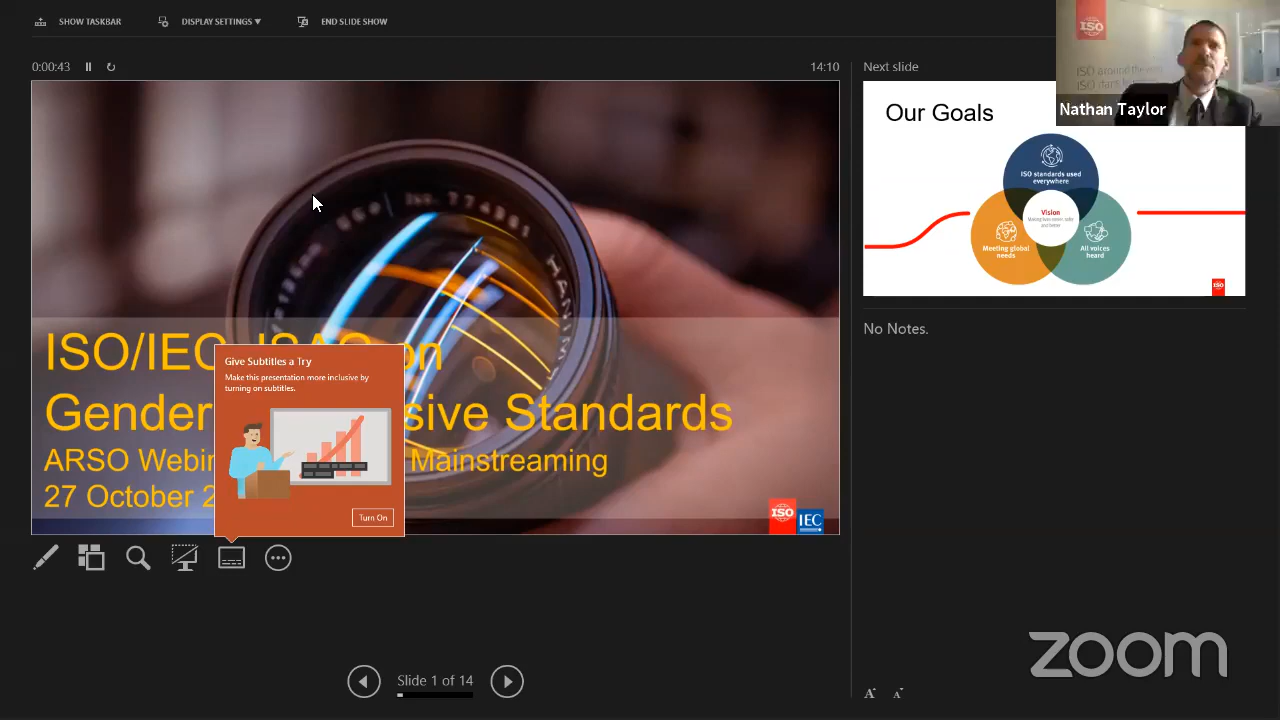 SHOW TASKBAR
DISPLAY SETTINGS ▼
END SLIDE SHOW
0:00:43
14:10
Next slide
ISO
Nathan Taylor
Our Goals
ISO standards used
everywhere
Vision
Meeting global
needs
All voices
heard
ISO
No Notes.
ISO/IEC on
Gender sive Standards
ARSO Mainstreaming
27 October
ISO
IEC
Give Subtitles a Try
Make this presentation more inclusive by
turning on subtitles.
Turn On
Slide 1 of 14
A A
zoom